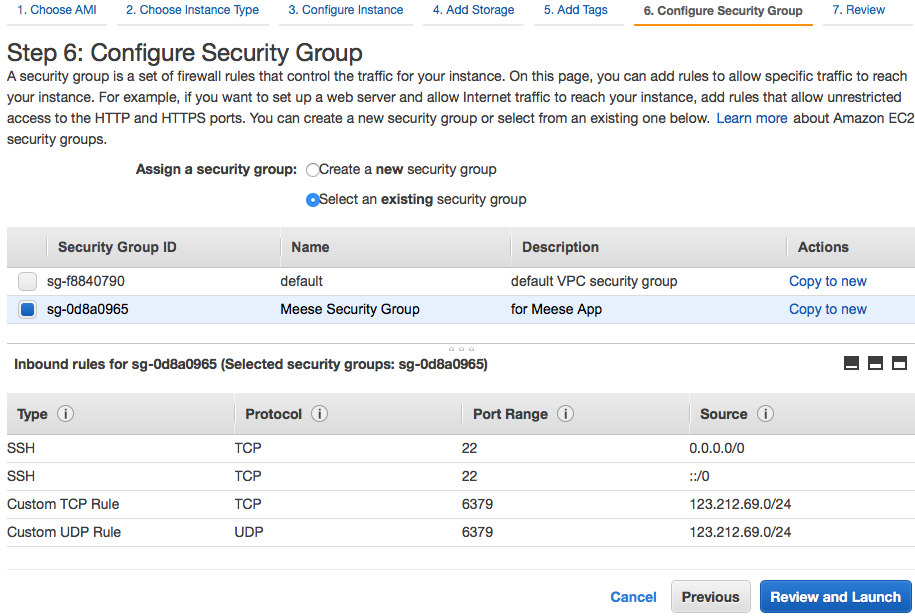 1. Choose AMI 2. Choose Instance Type 3. Configure Instance 4. Add Storage 5. Add Tags 6. Configure Security Group 7. Review
Step 6: Configure Security Group
A security group is a set of firewall rules that control the traffic for your instance. On this page, you can add rules to allow specific traffic to reach
your instance. For example, if you want to set up a web server and allow Internet traffic to reach your instance, add rules that allow unrestricted
access to the HTTP and HTTPS ports. You can create a new security group or select from an existing one below. Learn more about Amazon EC2
security groups.
Assign a security group: Create a new security group
Select an existing security group
Security Group ID Name Description Actions
sg-f8840790 default default VPC security group Copy to new
sg-0d8a0965 Meese Security Group for Meese App Copy to new
Inbound rules for sg-0d8a0965 (Selected security groups: sg-0d8a0965)
Type i Protocol i Port Range i Source i
SSH TCP 22 0.0.0.0/0
SSH TCP 22 ::/0
Custom TCP Rule TCP 6379 123.212.69.0/24
Custom UDP Rule UDP 6379 123.212.69.0/24
Cancel Previous Review and Launch